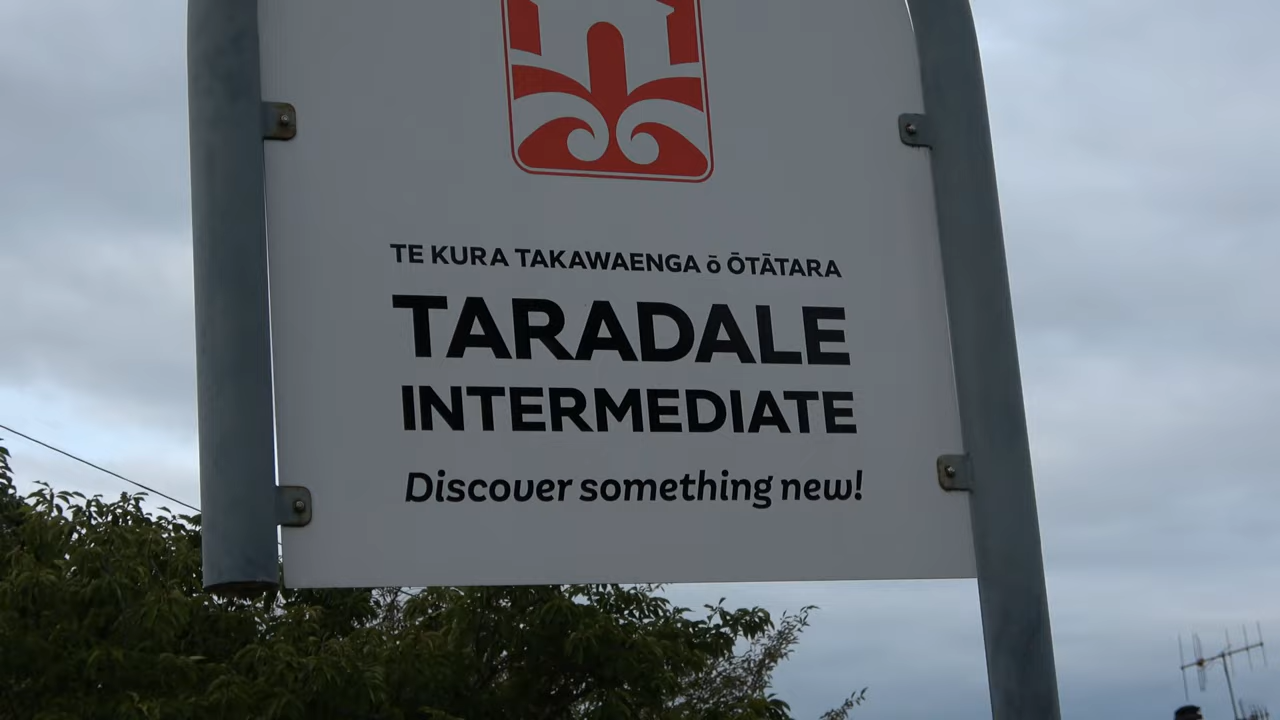 TE KURA TAKAWAENGA ō ŌTĀTARA
TARADALE
INTERMEDIATE
Discover something new!